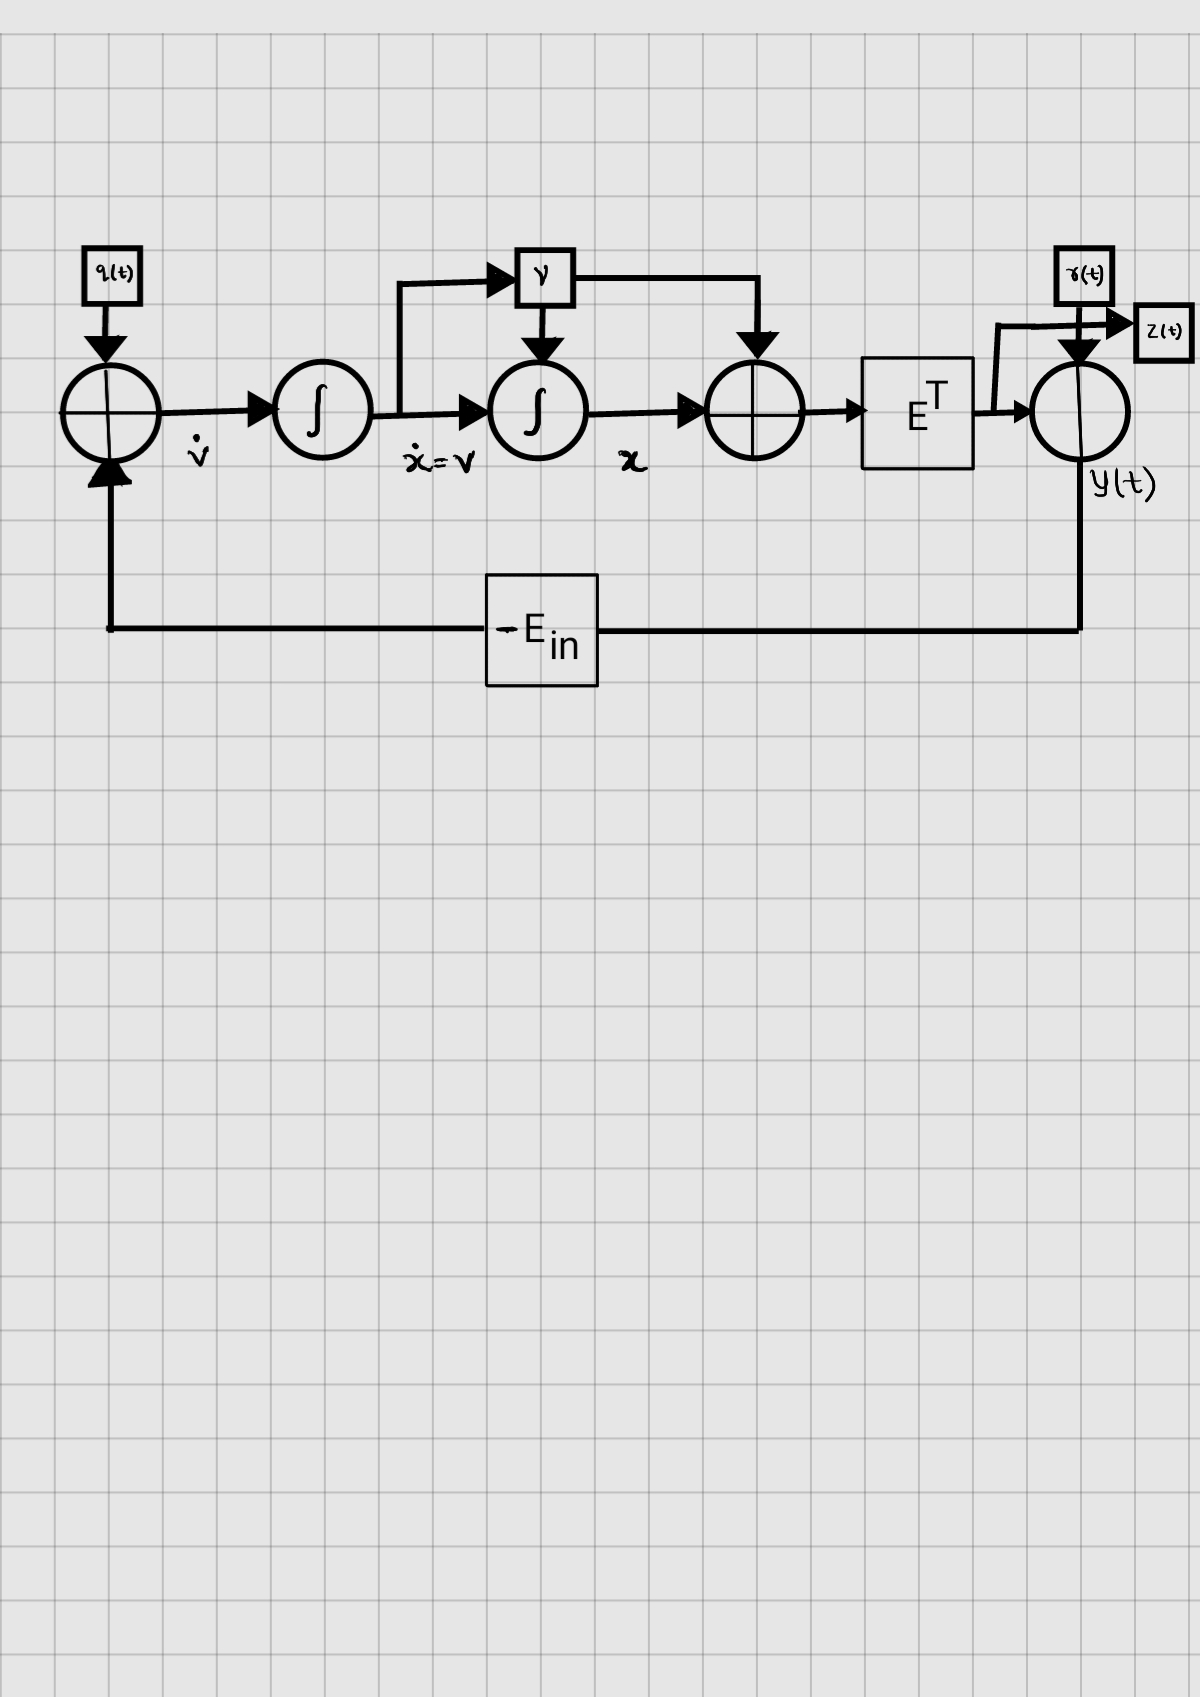 q(t)
γ
γ(t)
z(t)
∫
∫
E^T
v̇
ẋ = v
x
y(t)
-E_in